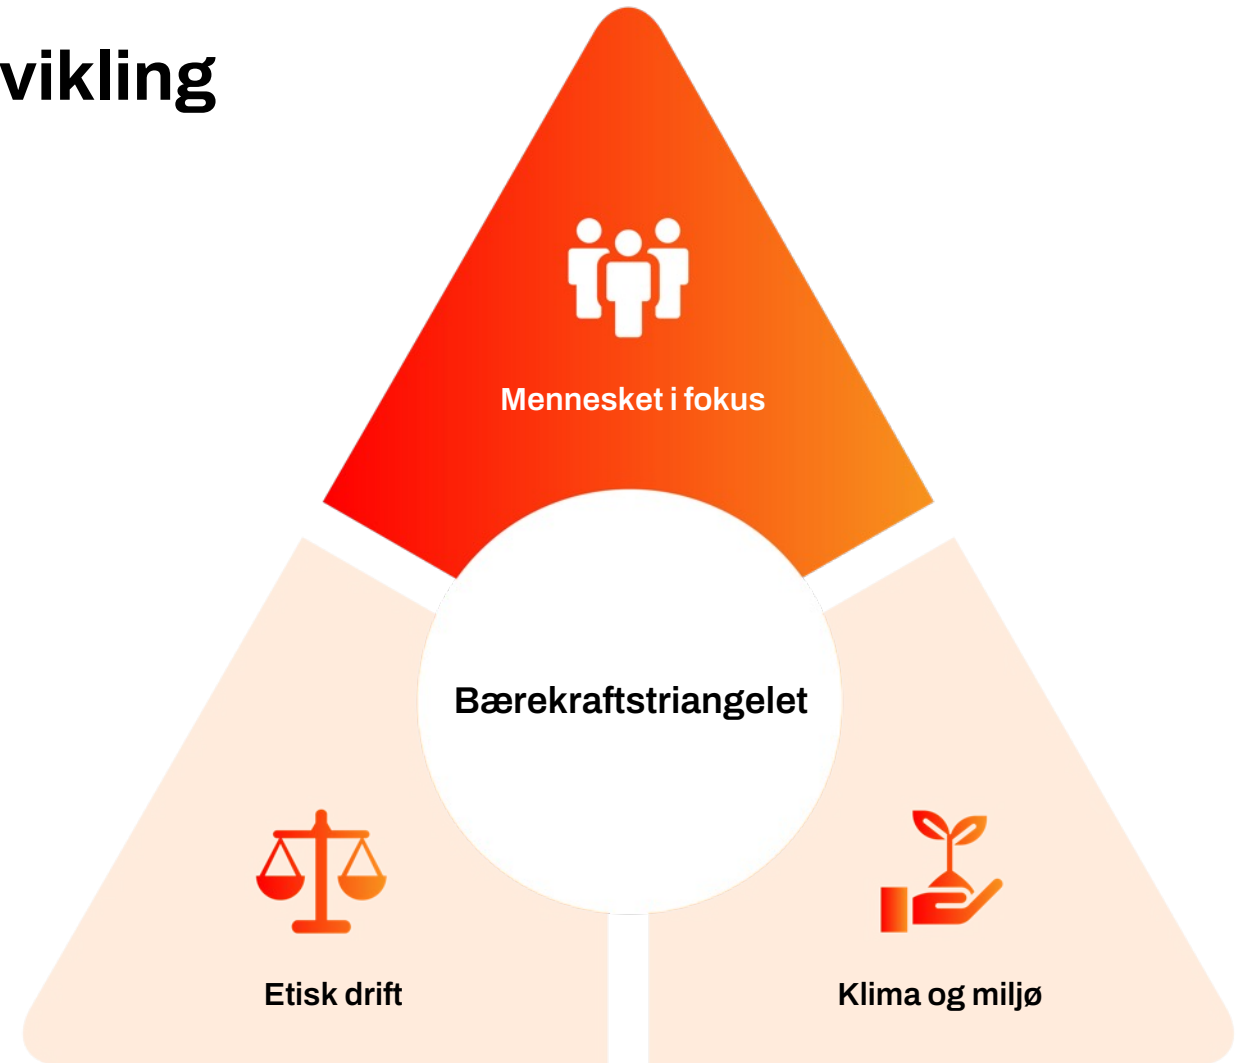 vikling
Mennesket i fokus
Bærekraftstriangelet
Etisk drift
Klima og miljø